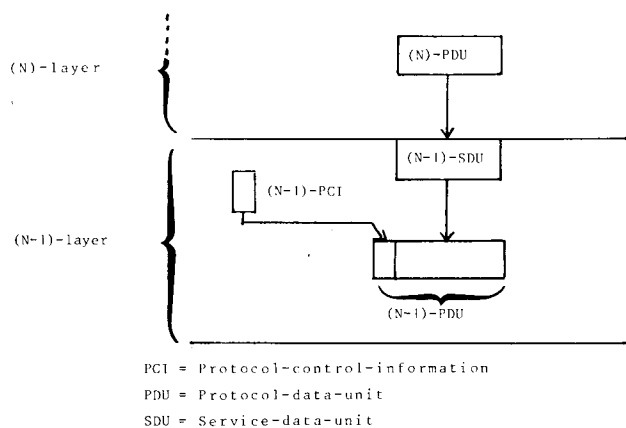 (N)-PDU
(N)-layer
(N-1)-SDU
(N-1)-PCI
(N-1)-layer
(N-1)-PDU
PCI = Protocol-control-information
PDU = Protocol-data-unit
SDU = Service-data-unit